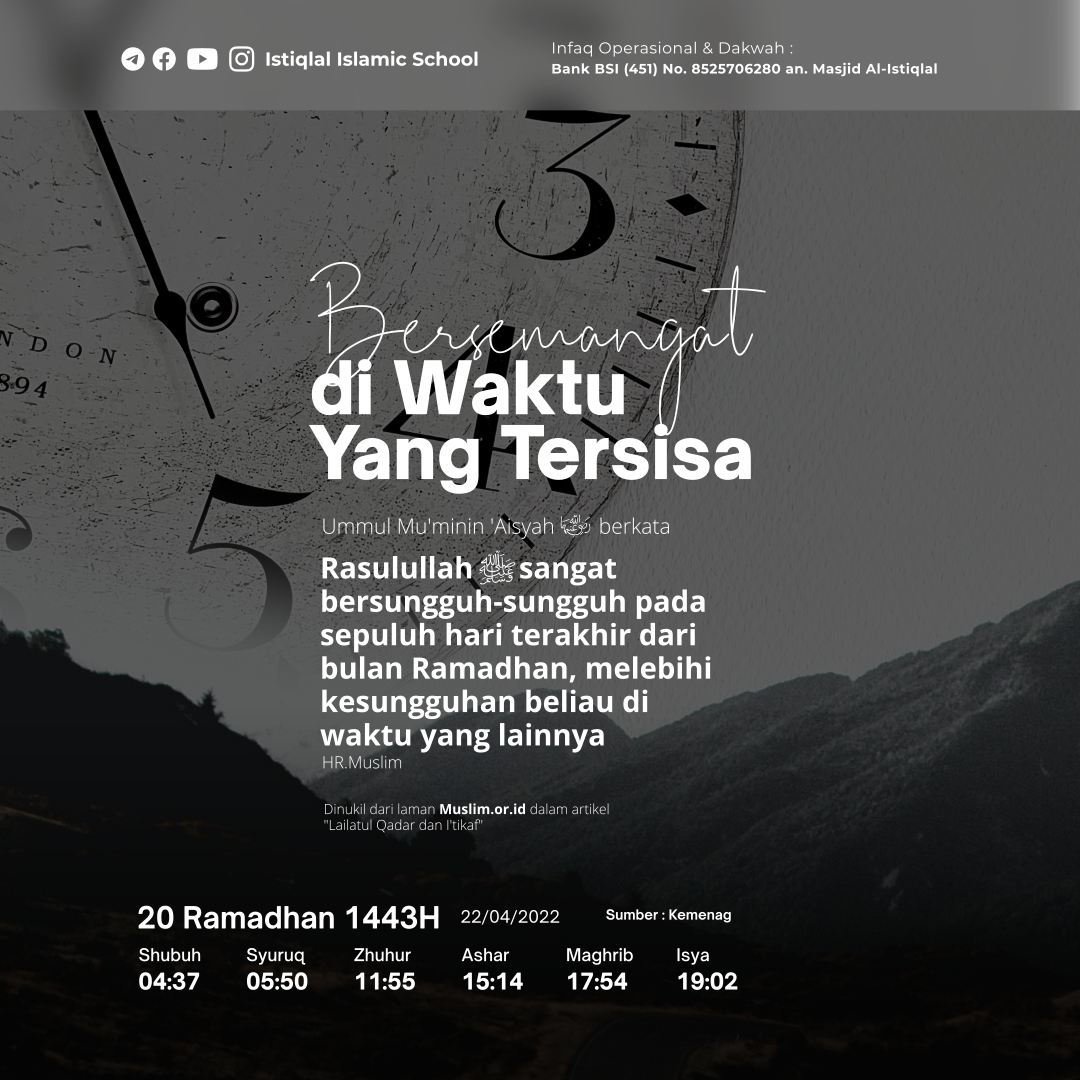 Istiqlal Islamic School
Infaq Operasional & Dakwah :
Bank BSI (451) No. 8525706280 an. Masjid Al-Istiqlal
3
NDON
894
4
5
Bersemangat
di Waktu
Yang Tersisa
Ummul Mu'minin 'Aisyah berkata
Rasulullah ﷺ sangat
bersungguh-sungguh pada
sepuluh hari terakhir dari
bulan Ramadhan, melebihi
kesungguhan beliau di
waktu yang lainnya
HR.Muslim
Dinukil dari laman Muslim.or.id dalam artikel
"Lailatul Qadar dan I'tikaf"
20 Ramadhan 1443H 22/04/2022 Sumber : Kemenag
Shubuh Syuruq Zhuhur Ashar Maghrib Isya
04:37 05:50 11:55 15:14 17:54 19:02